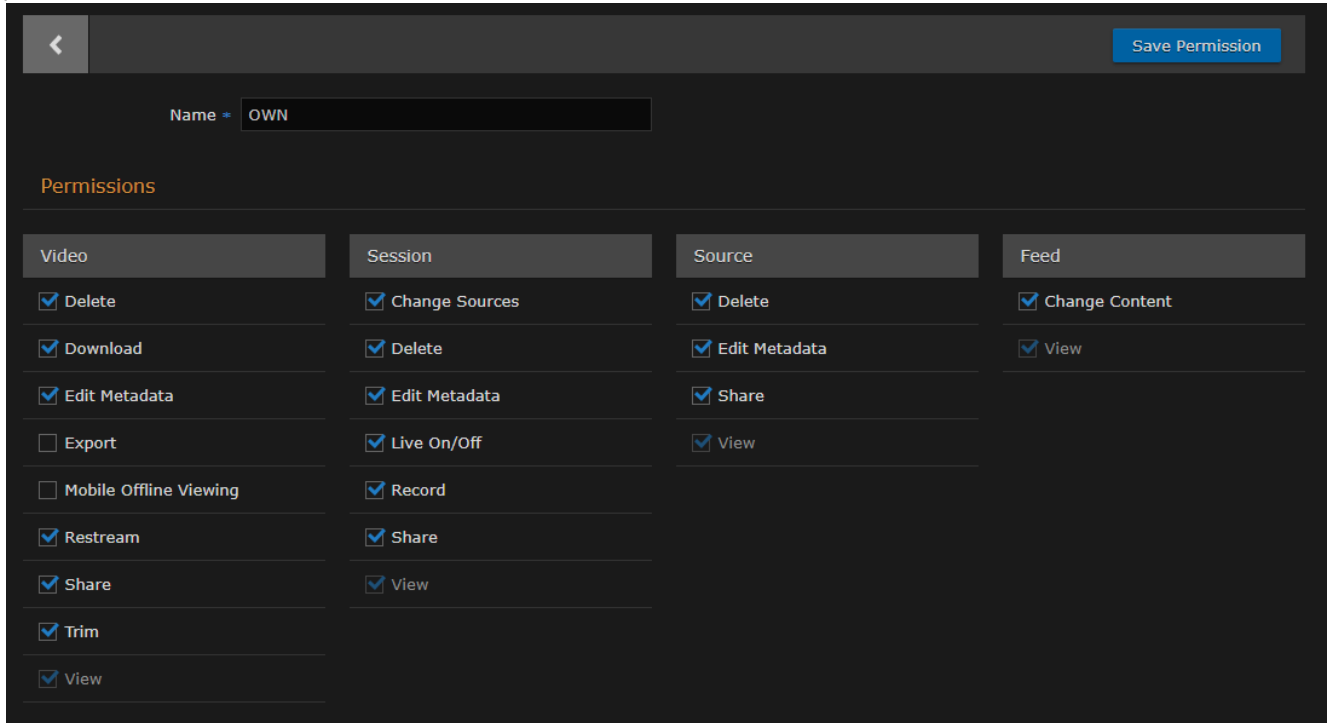 Save Permission
Name * OWN
Permissions
Video
Delete
Download
Edit Metadata
Export
Mobile Offline Viewing
Restream
Share
Trim
View
Session
Change Sources
Delete
Edit Metadata
Live On/Off
Record
Share
View
Source
Delete
Edit Metadata
Share
View
Feed
Change Content
View